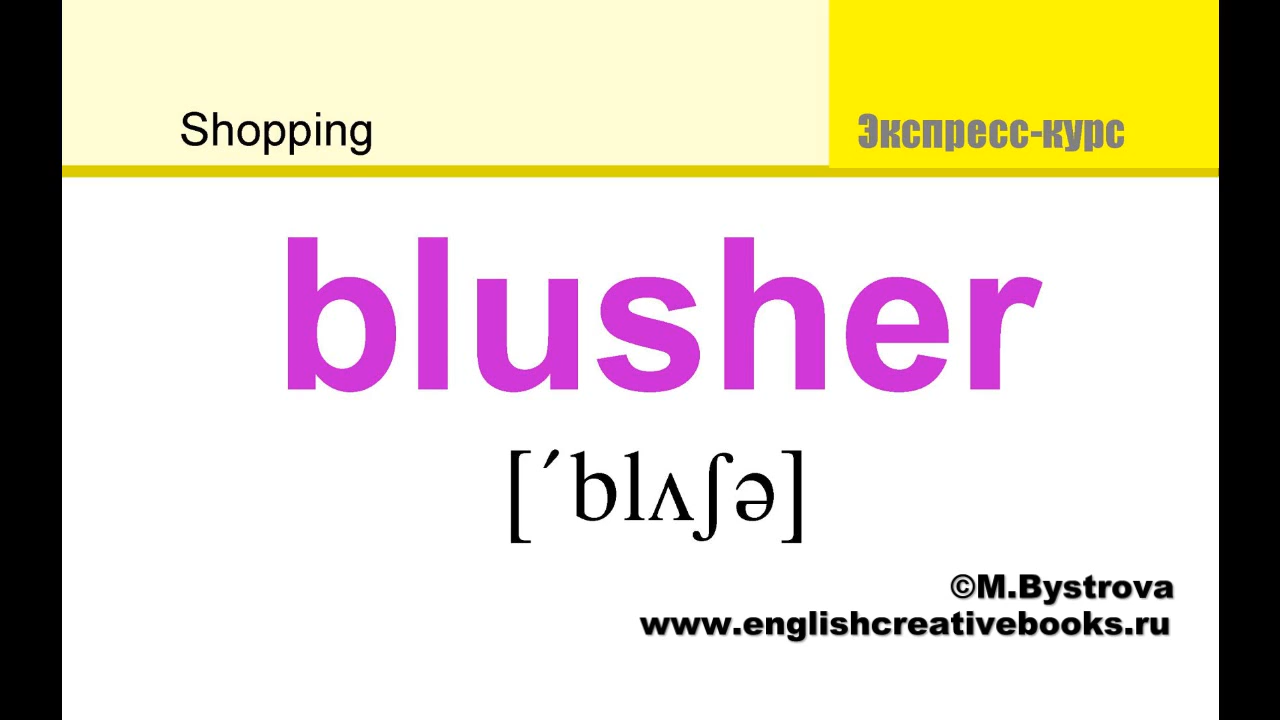 Shopping
Экспресс-курс
blusher
[ˊblʌʃə]
©M.Bystrova
www.englishcreativebooks.ru